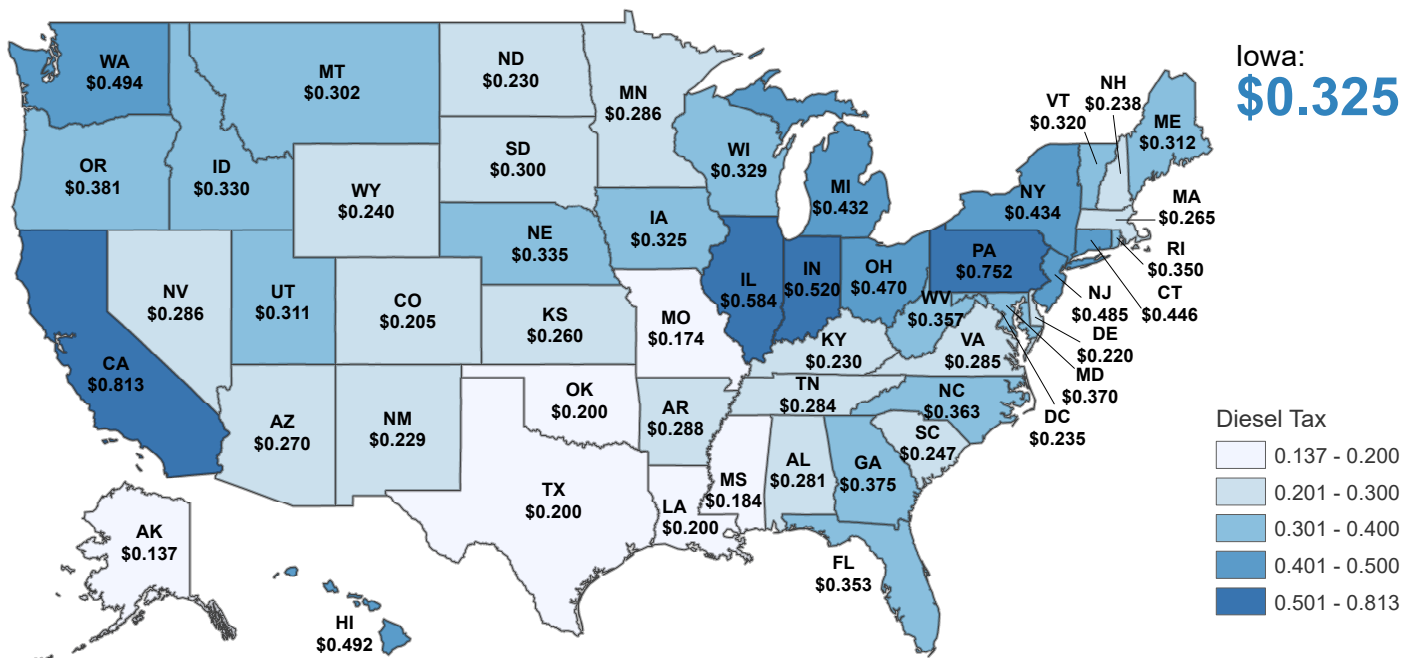 WA
$0.494
MT
$0.302
ND
$0.230
MN
$0.286
OR
$0.381
ID
$0.330
WY
$0.240
SD
$0.300
WI
$0.329
MI
$0.432
NY
$0.434
VT
$0.320
NH
$0.238
ME
$0.312
MA
$0.265
RI
$0.350
CT
$0.446
NJ
$0.485
DE
$0.220
MD
$0.370
DC
$0.235
NV
$0.286
UT
$0.311
CO
$0.205
NE
$0.335
IA
$0.325
KS
$0.260
MO
$0.174
IL
$0.584
IN
$0.520
OH
$0.470
PA
$0.752
WV
$0.357
KY
$0.230
VA
$0.285
CA
$0.813
AZ
$0.270
NM
$0.229
OK
$0.200
AR
$0.288
TN
$0.284
NC
$0.363
SC
$0.247
TX
$0.200
LA
$0.200
MS
$0.184
AL
$0.281
GA
$0.375
FL
$0.353
AK
$0.137
HI
$0.492
Iowa:
$0.325
Diesel Tax
0.137 - 0.200
0.201 - 0.300
0.301 - 0.400
0.401 - 0.500
0.501 - 0.813